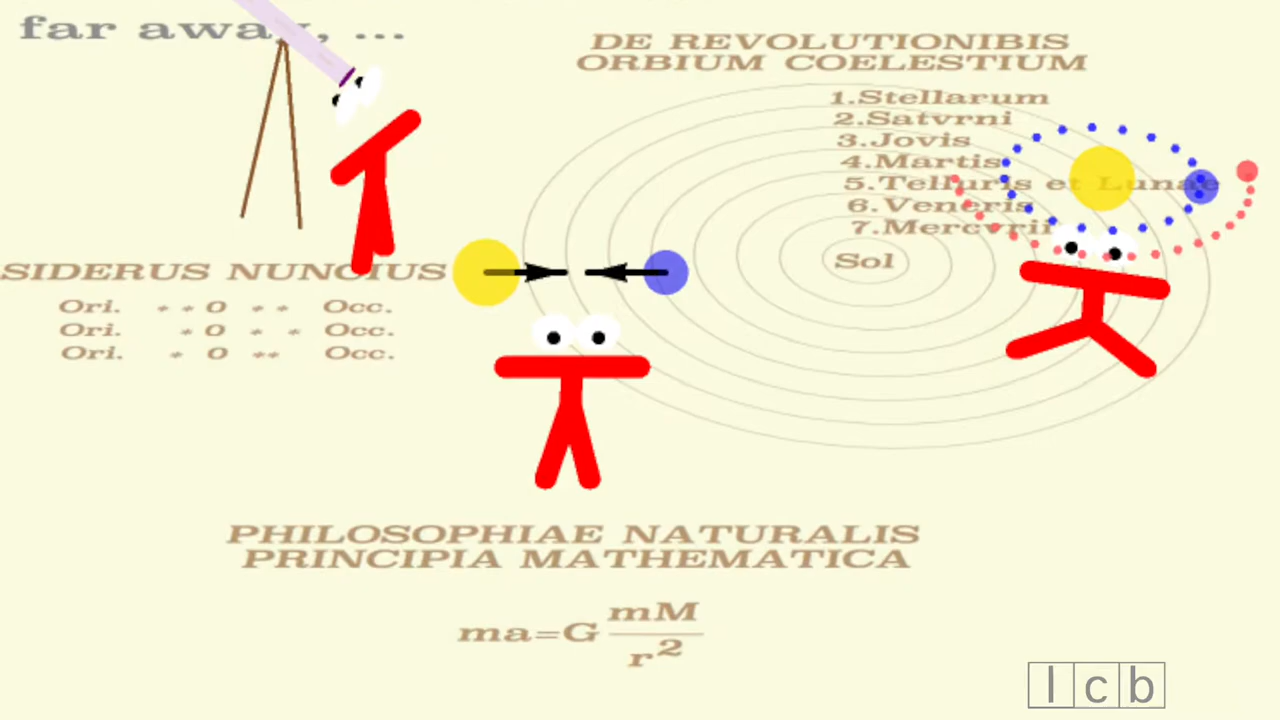 far away, ...
DE REVOLUTIONIBIS
ORBIUM COELESTIUM
1.Stellarum
2.Satvrni
3.Jovis
4.Martis
5.Telluris et Lunae
6.Veneris
7.Mercvrii
Sol
SIDERUS NUNCIUS
Ori. * * O * * Occ.
Ori. * O * * Occ.
Ori. * O ** Occ.
PHILOSOPHIAE NATURALIS
PRINCIPIA MATHEMATICA
ma=G mM/r²
lcb